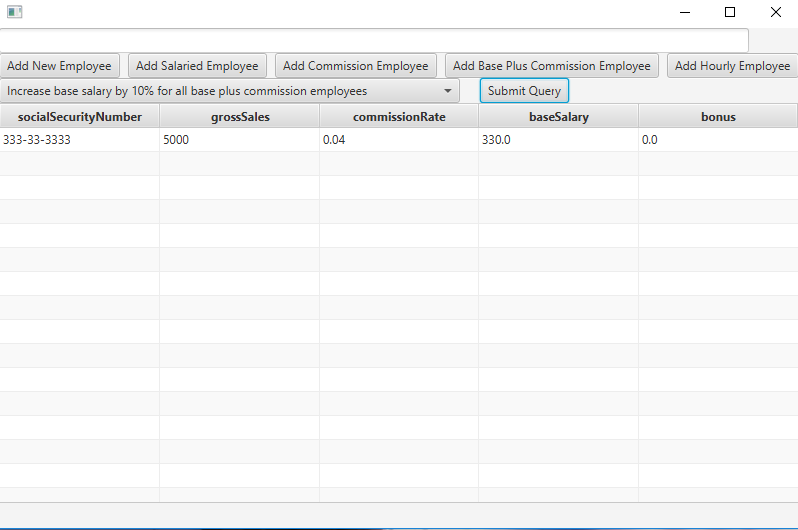 Add New Employee Add Salaried Employee Add Commission Employee Add Base Plus Commission Employee Add Hourly Employee
Increase base salary by 10% for all base plus commission employees Submit Query
socialSecurityNumber grossSales commissionRate baseSalary bonus
333-33-3333 5000 0.04 330.0 0.0